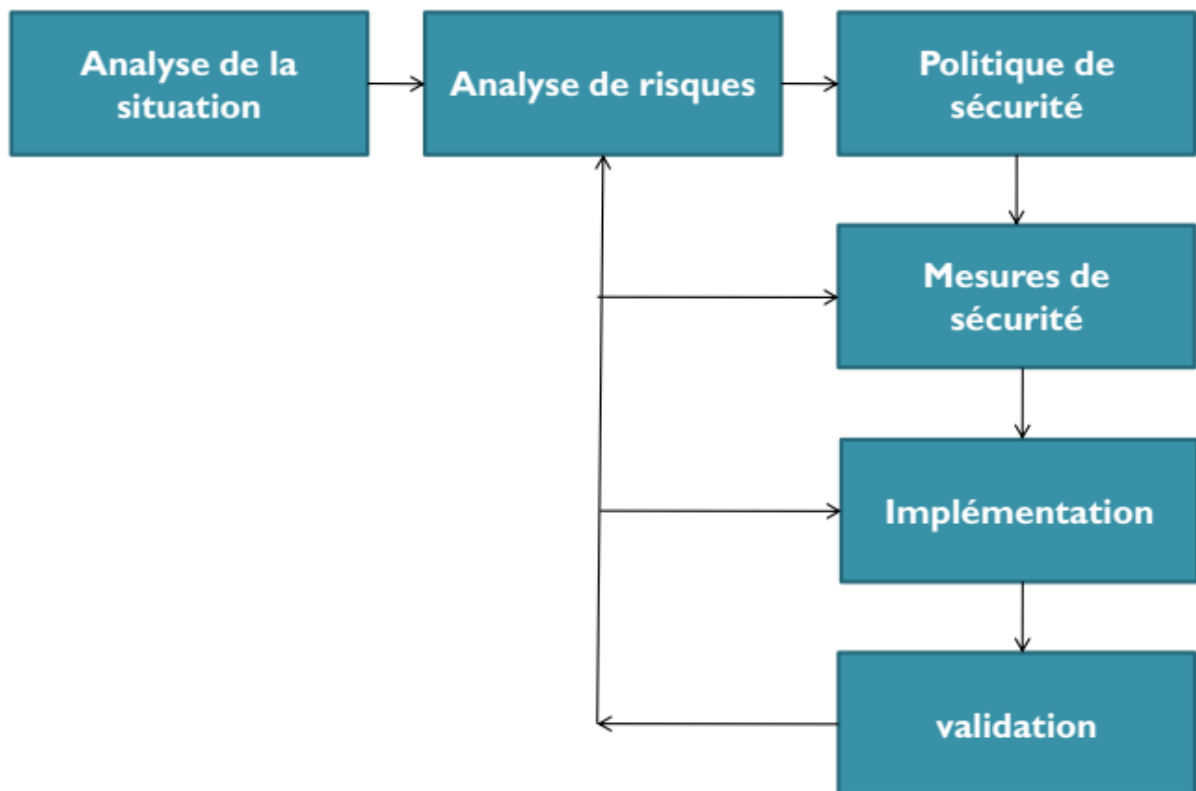 Analyse de la
situation
Analyse de risques
Politique de
sécurité
Mesures de
sécurité
Implémentation
validation